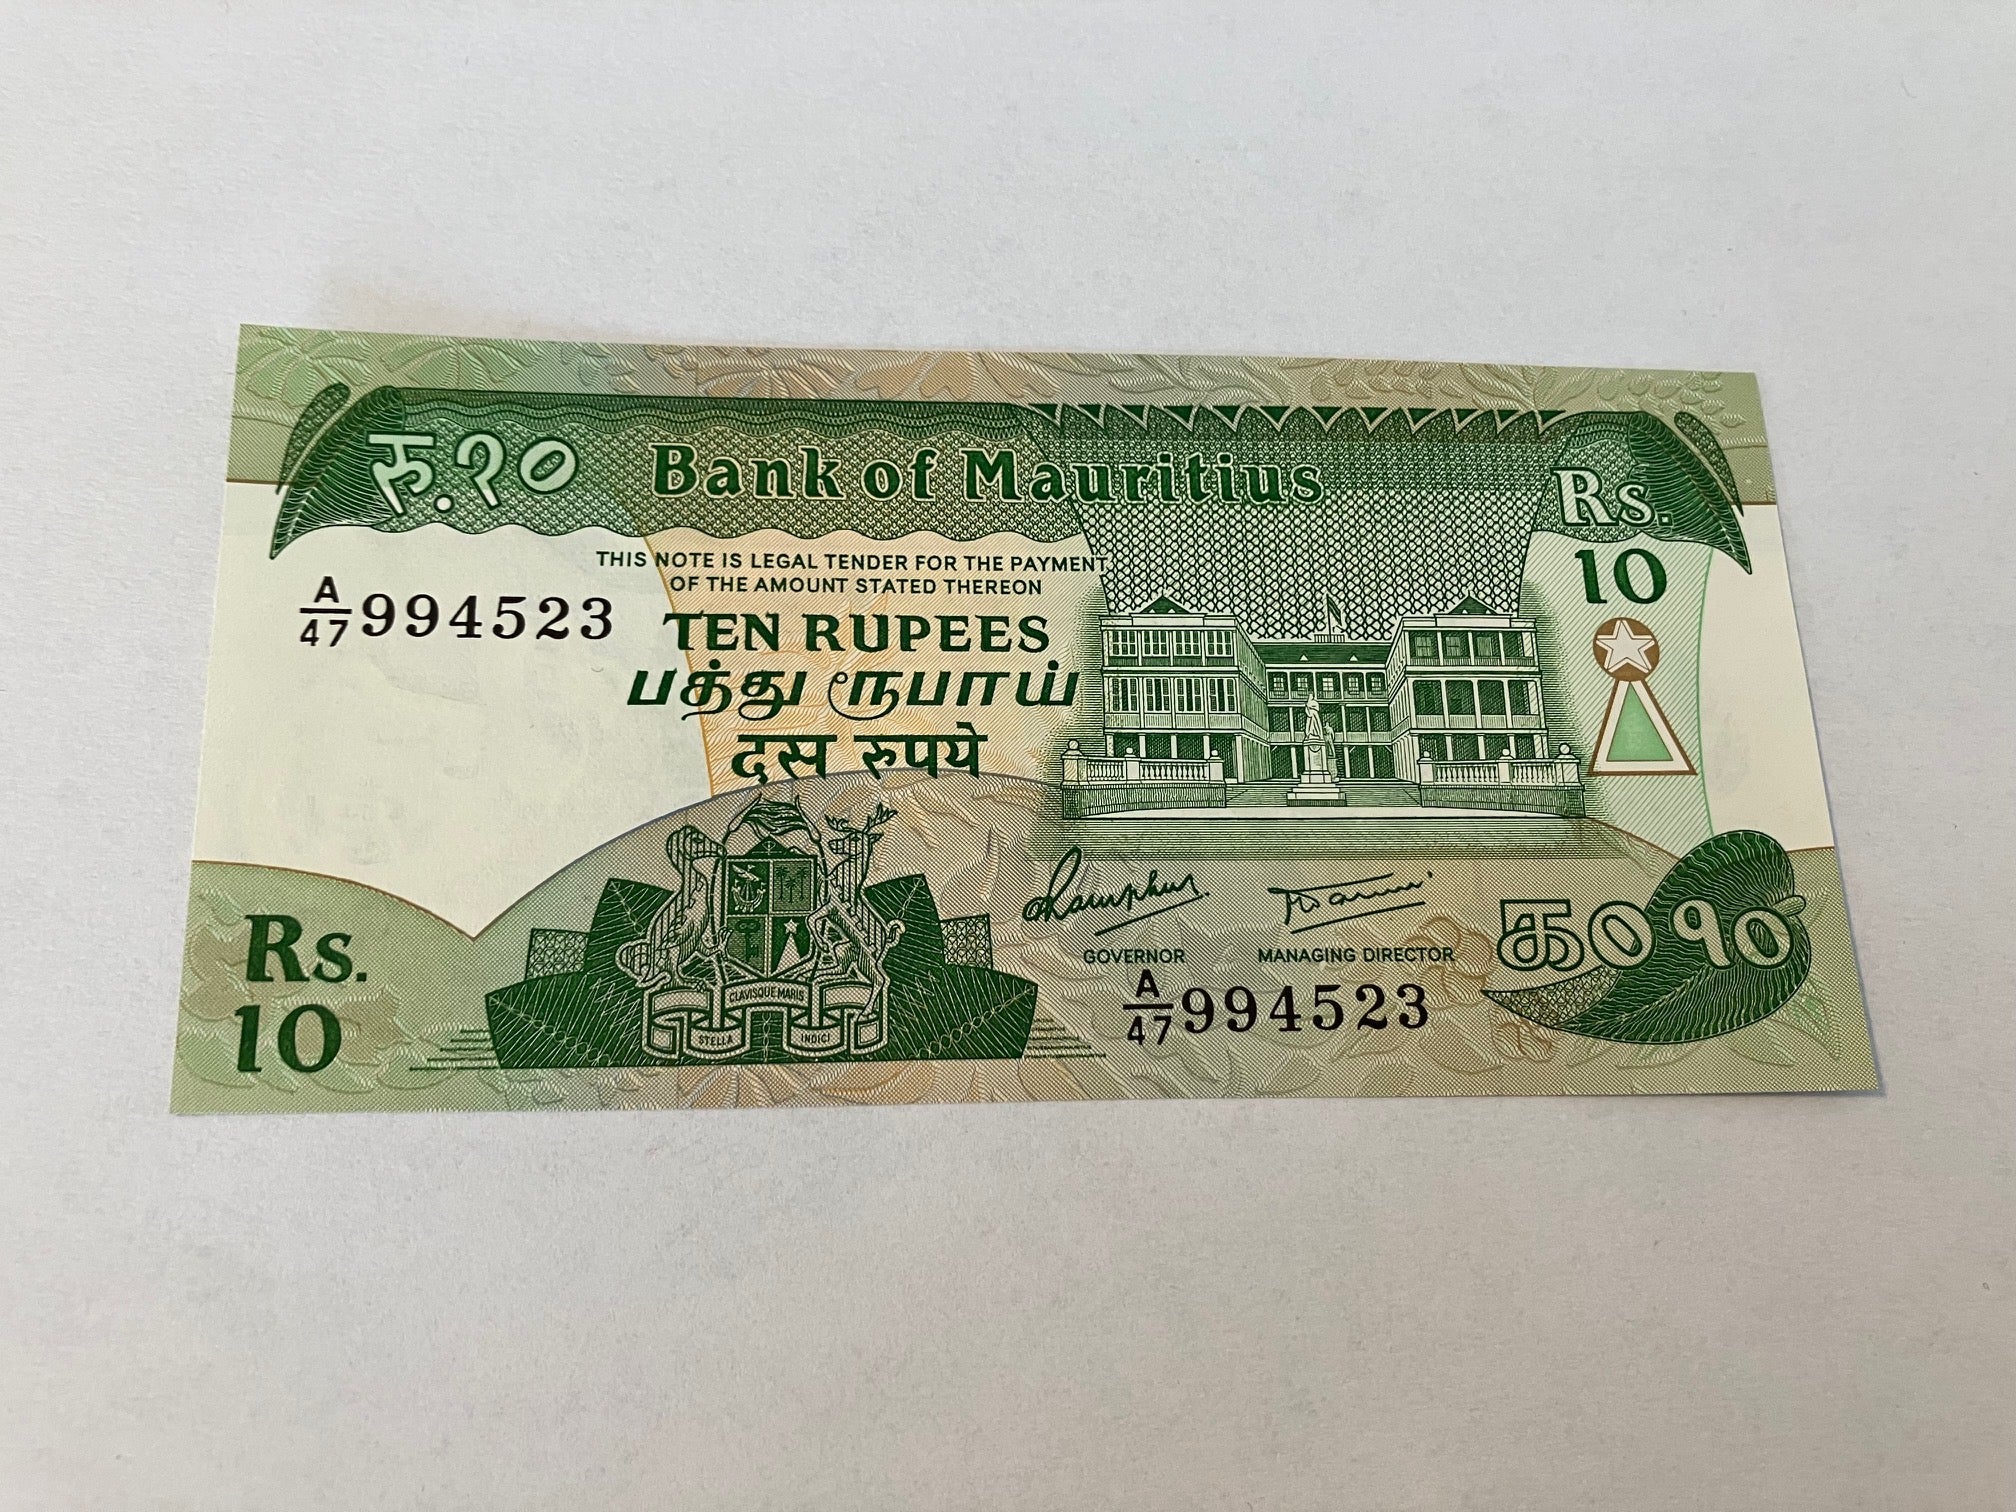 रु.१०
Bank of Mauritius
Rs.
10
THIS NOTE IS LEGAL TENDER FOR THE PAYMENT
OF THE AMOUNT STATED THEREON
A/47 994523
TEN RUPEES
பத்து ரூபாய்
दस रुपये
Rs.
10
CLAVISQUE MARIS
STELLA INDICI
GOVERNOR
MANAGING DIRECTOR
A/47 994523